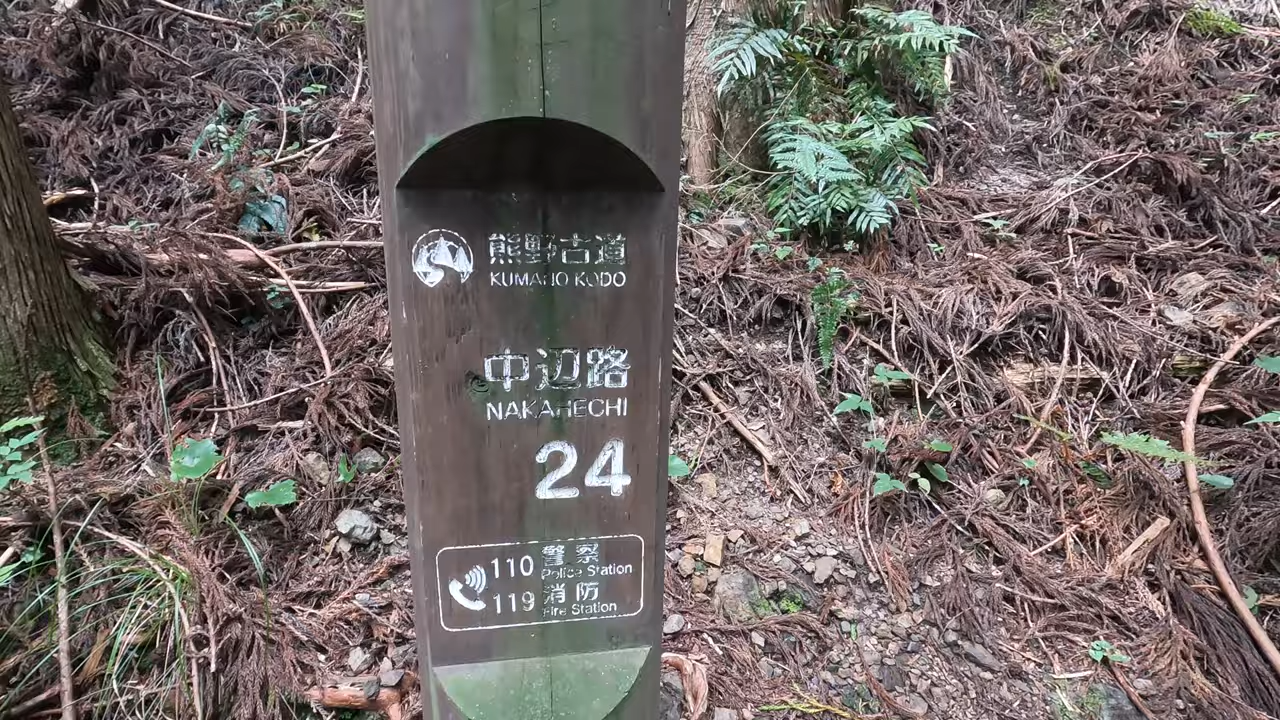 熊野古道
KUMANO KODO
中辺路
NAKAHECHI
24
110 警察
Police Station
119 消防
Fire Station